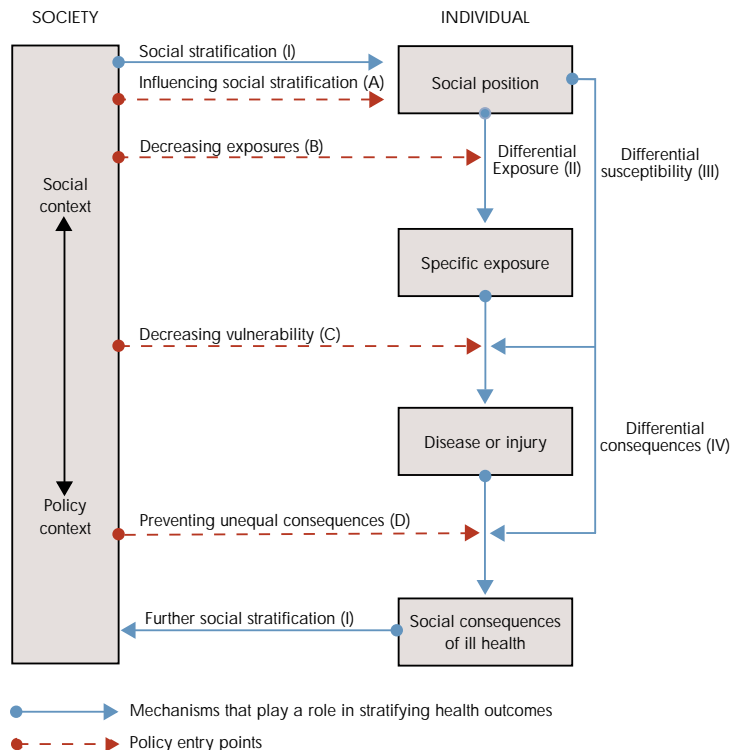 SOCIETY
INDIVIDUAL
Social stratification (I)
Influencing social stratification (A)
Social position
Decreasing exposures (B)
Differential
Exposure (II)
Differential
susceptibility (III)
Social
context
Specific exposure
Decreasing vulnerability (C)
Disease or injury
Differential
consequences (IV)
Policy
context
Preventing unequal consequences (D)
Further social stratification (I)
Social consequences
of ill health
Mechanisms that play a role in stratifying health outcomes
Policy entry points